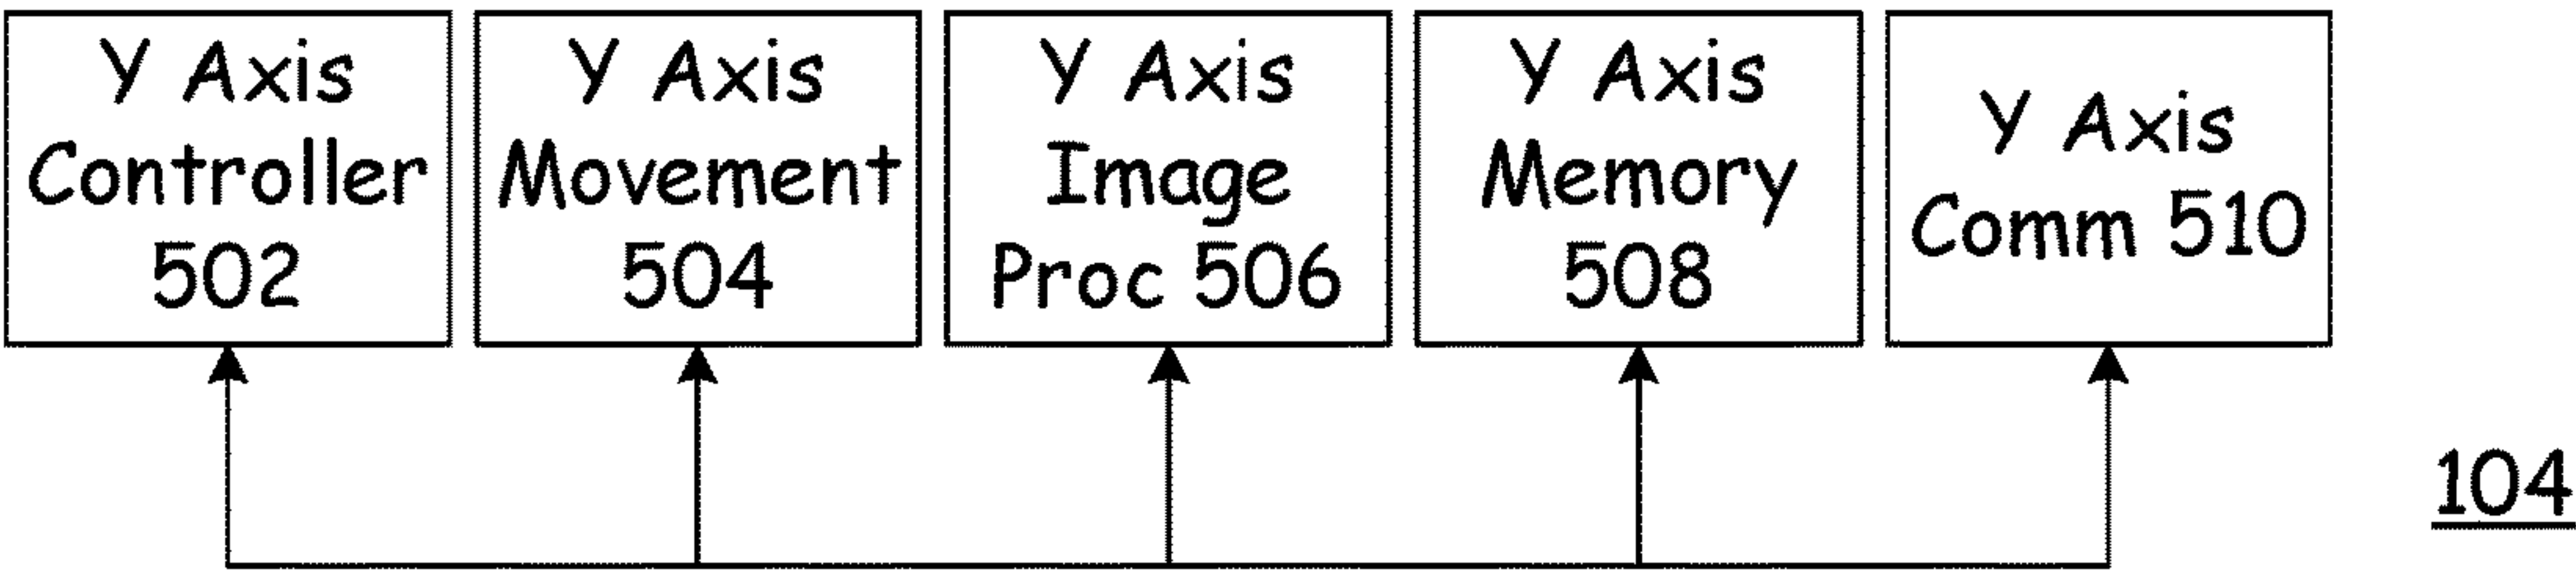 Y Axis
Controller
502
Y Axis
Movement
504
Y Axis
Image
Proc 506
Y Axis
Memory
508
Y Axis
Comm 510
104